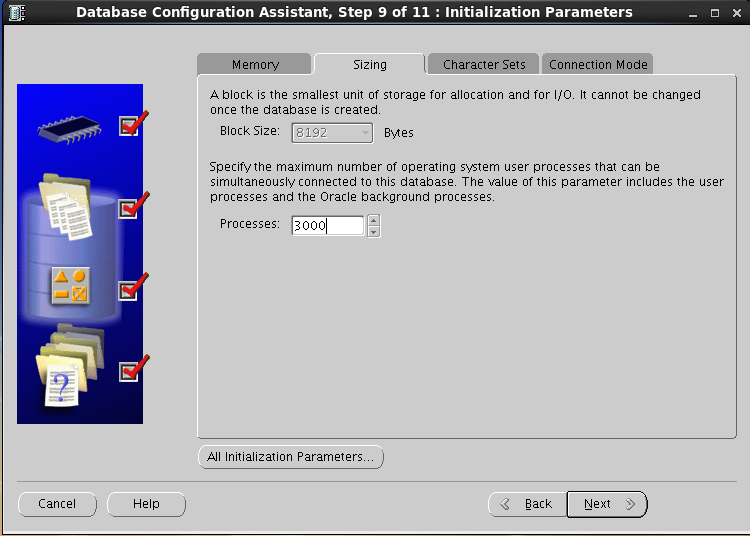 Database Configuration Assistant, Step 9 of 11 : Initialization Parameters
Memory
Sizing
Character Sets
Connection Mode
A block is the smallest unit of storage for allocation and for I/O. It cannot be changed
once the database is created.
Block Size: 8192 Bytes
Specify the maximum number of operating system user processes that can be
simultaneously connected to this database. The value of this parameter includes the user
processes and the Oracle background processes.
Processes: 3000
?
All Initialization Parameters...
Cancel
Help
Back
Next